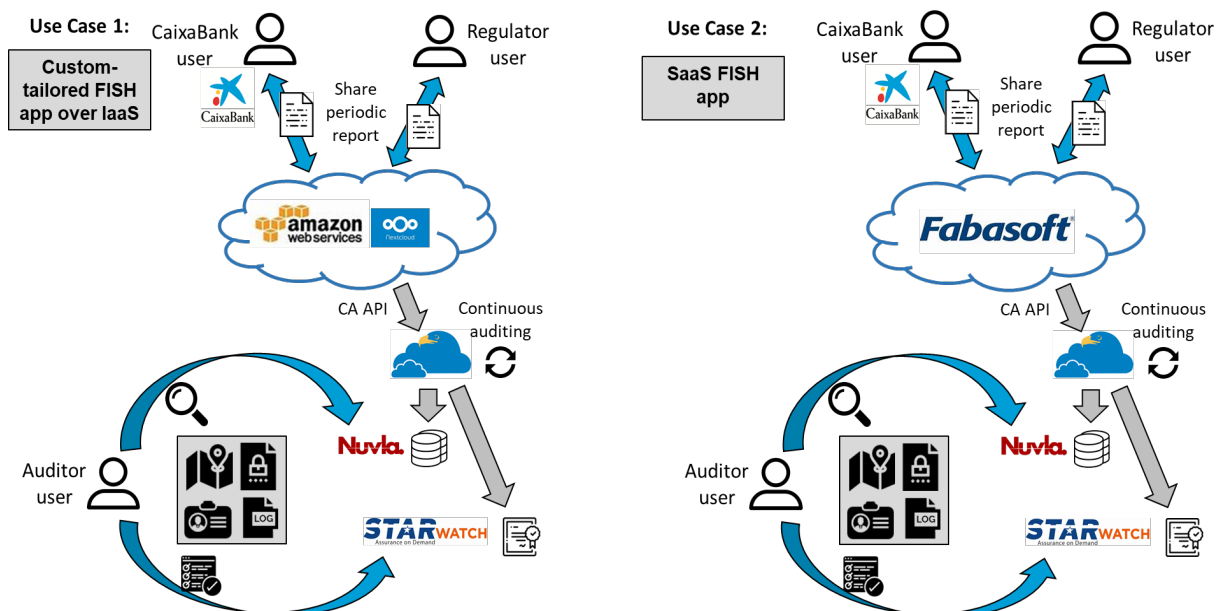 Use Case 1:
Custom-
tailored FISH
app over IaaS
CaixaBank
user
CaixaBank
Regulator
user
Share
periodic
report
amazon
webservices
nextcloud
CA API
Continuous
auditing
Nuvla.
Auditor
user
LOG
STARWATCH
Assurance on Demand
Use Case 2:
SaaS FISH
app
CaixaBank
user
CaixaBank
Regulator
user
Share
periodic
report
Fabasoft®
CA API
Continuous
auditing
Nuvla.
Auditor
user
LOG
STARWATCH
Assurance on Demand